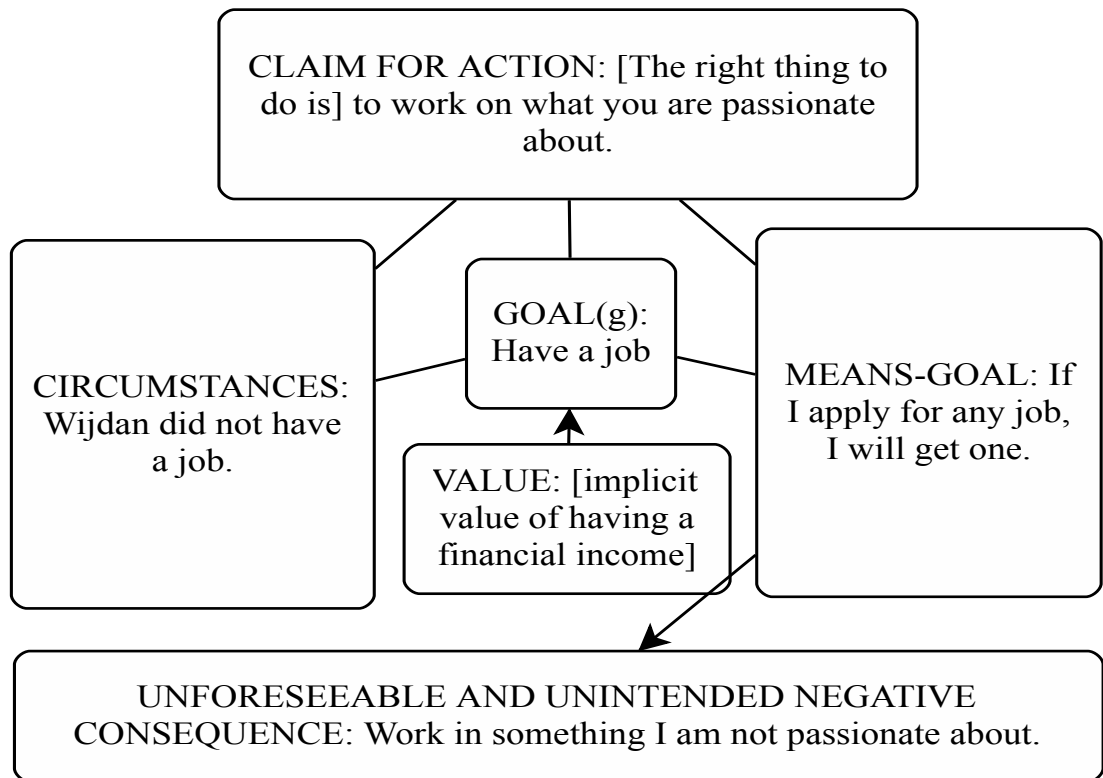 CLAIM FOR ACTION: [The right thing to
do is] to work on what you are passionate
about.
CIRCUMSTANCES:
Wijdan did not have
a job.
GOAL(g):
Have a job
VALUE: [implicit
value of having a
financial income]
MEANS-GOAL: If
I apply for any job,
I will get one.
UNFORESEEABLE AND UNINTENDED NEGATIVE
CONSEQUENCE: Work in something I am not passionate about.